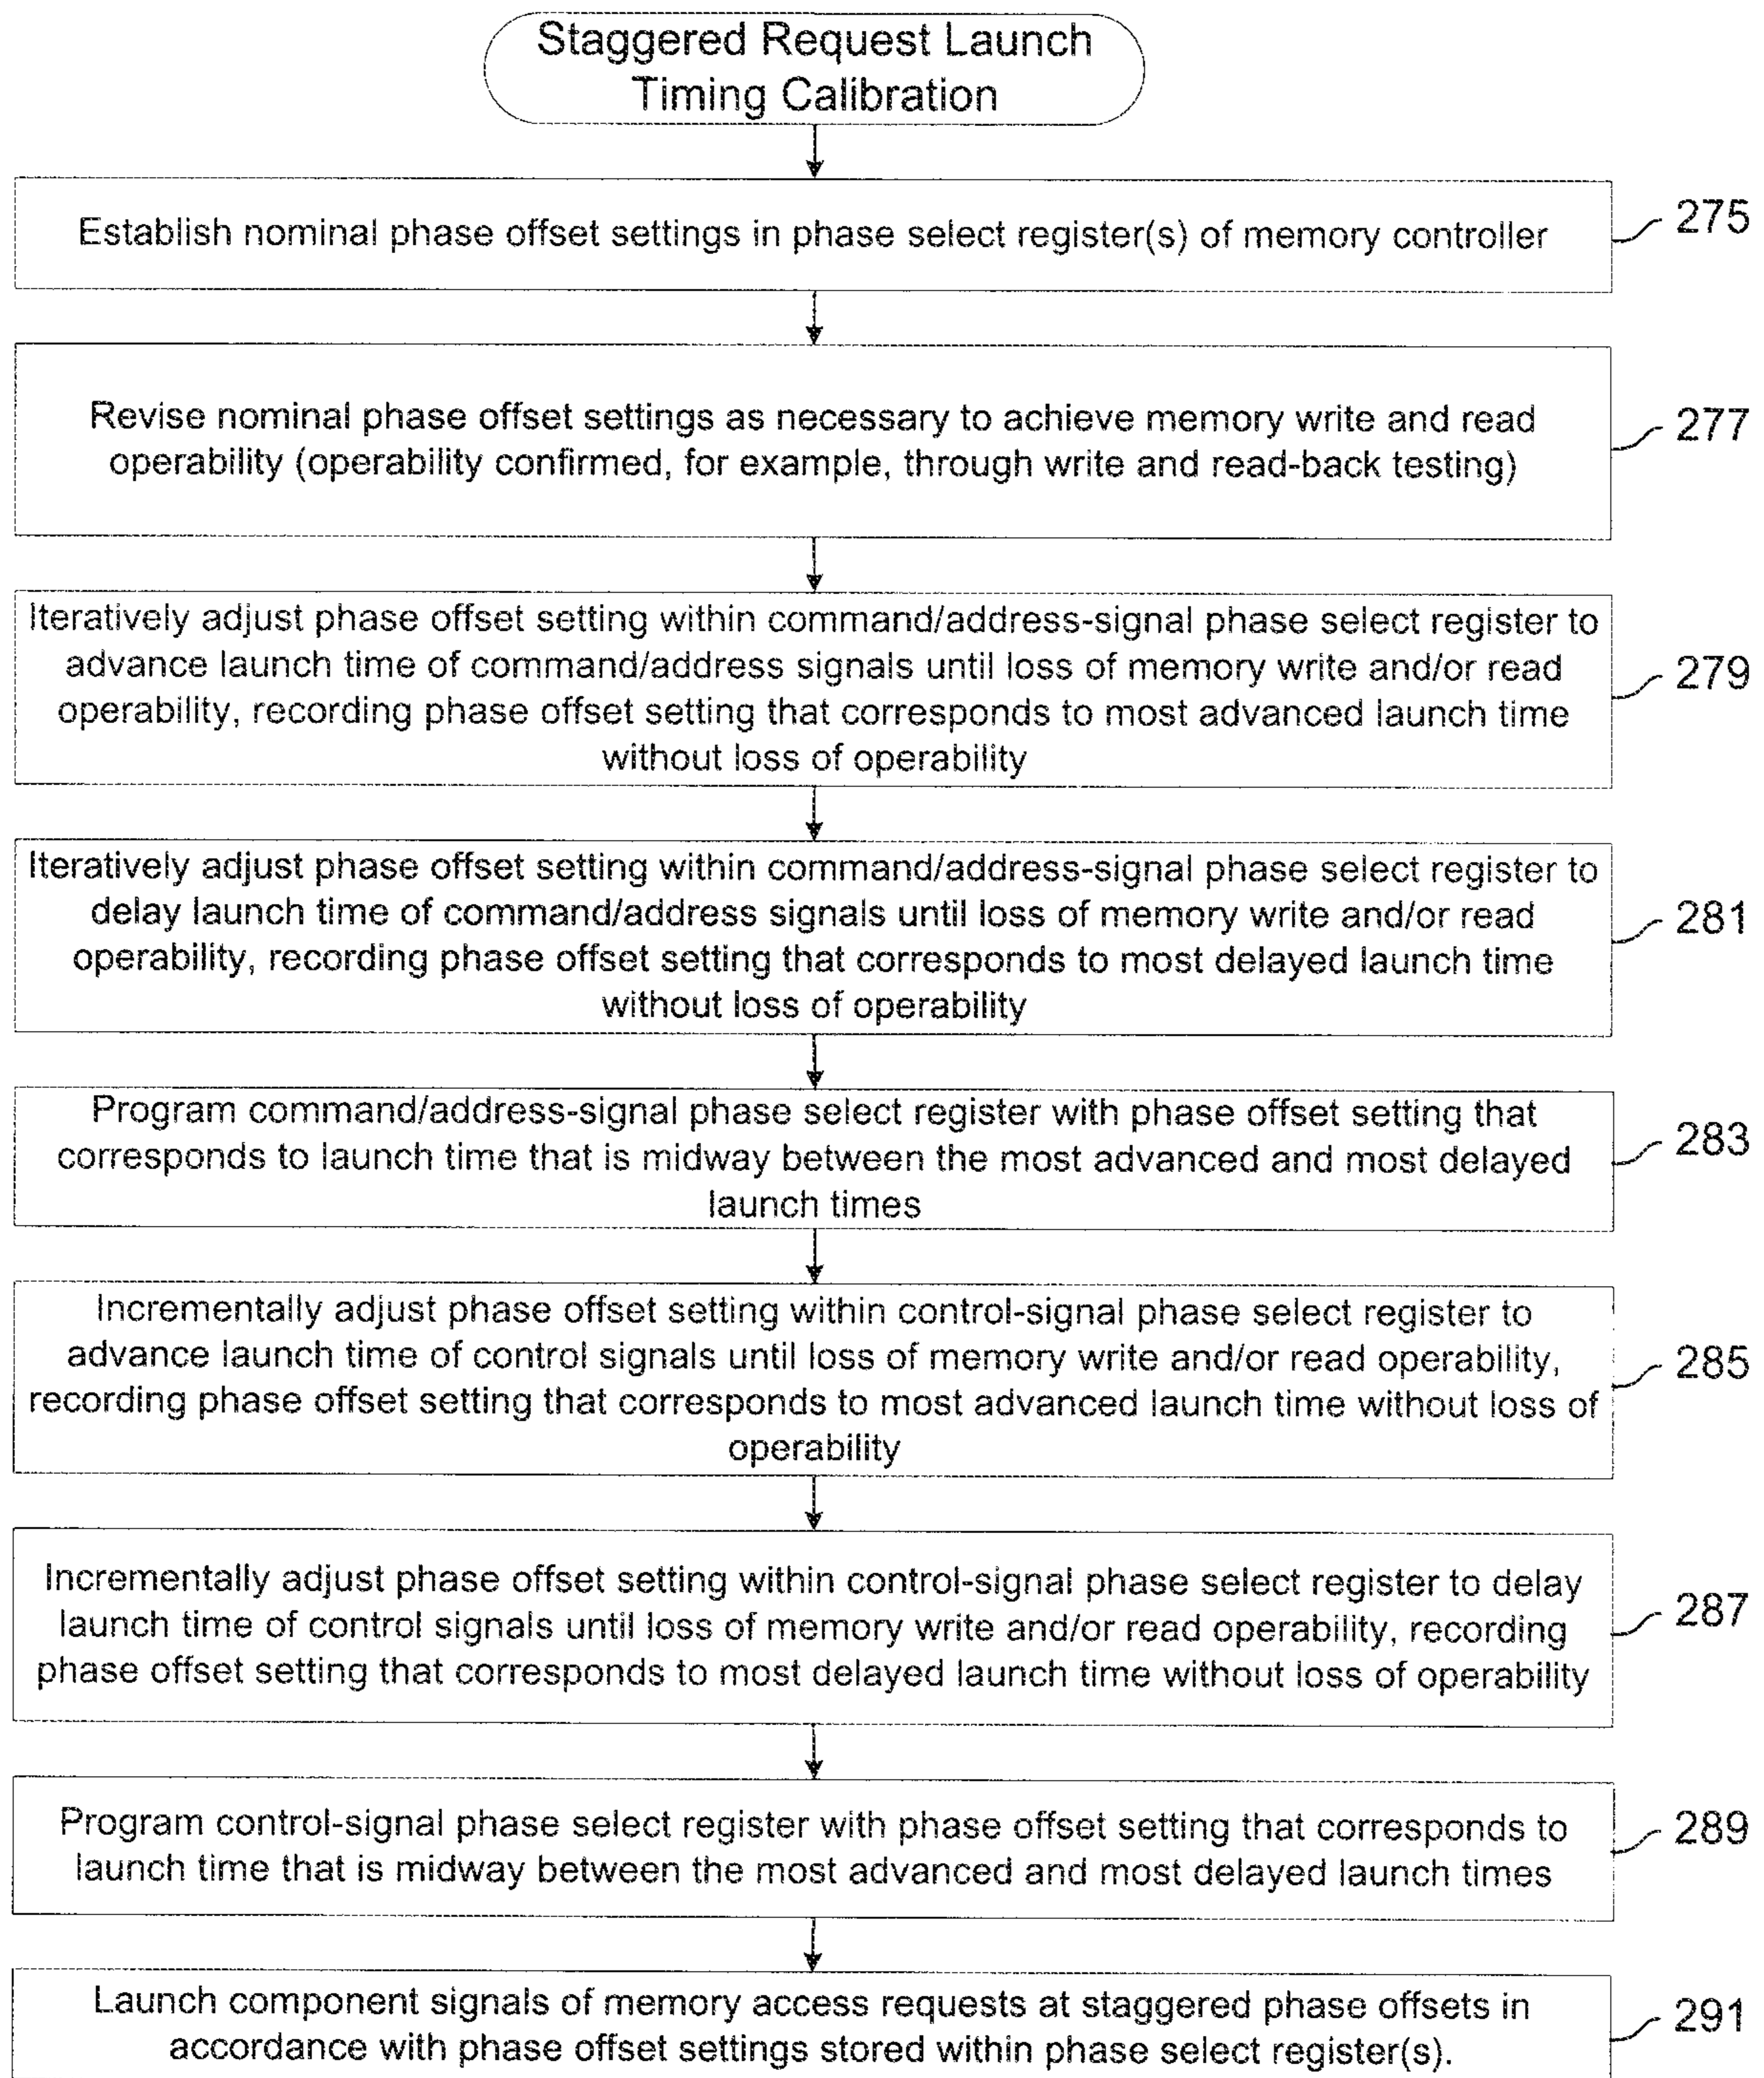 Staggered Request Launch
Timing Calibration
Establish nominal phase offset settings in phase select register(s) of memory controller
275
Revise nominal phase offset settings as necessary to achieve memory write and read
operability (operability confirmed, for example, through write and read-back testing)
277
Iteratively adjust phase offset setting within command/address-signal phase select register to
advance launch time of command/address signals until loss of memory write and/or read
operability, recording phase offset setting that corresponds to most advanced launch time
without loss of operability
279
Iteratively adjust phase offset setting within command/address-signal phase select register to
delay launch time of command/address signals until loss of memory write and/or read
operability, recording phase offset setting that corresponds to most delayed launch time
without loss of operability
281
Program command/address-signal phase select register with phase offset setting that
corresponds to launch time that is midway between the most advanced and most delayed
launch times
283
Incrementally adjust phase offset setting within control-signal phase select register to
advance launch time of control signals until loss of memory write and/or read operability,
recording phase offset setting that corresponds to most advanced launch time without loss of
operability
285
Incrementally adjust phase offset setting within control-signal phase select register to delay
launch time of control signals until loss of memory write and/or read operability, recording
phase offset setting that corresponds to most delayed launch time without loss of operability
287
Program control-signal phase select register with phase offset setting that corresponds to
launch time that is midway between the most advanced and most delayed launch times
289
Launch component signals of memory access requests at staggered phase offsets in
accordance with phase offset settings stored within phase select register(s).
291